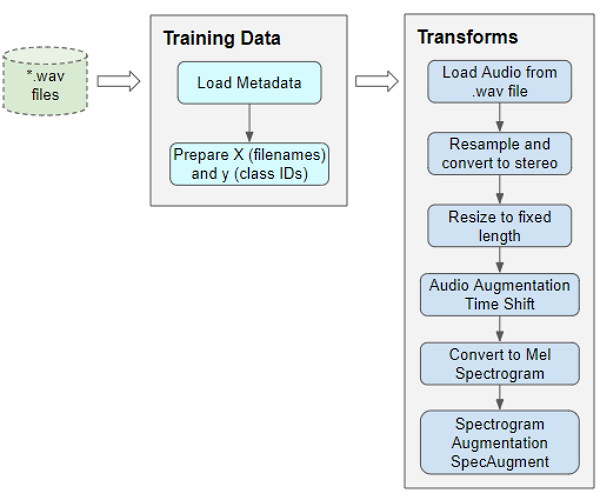 *.wav
files
Training Data
Load Metadata
Prepare X (filenames)
and y (class IDs)
Transforms
Load Audio from
.wav file
Resample and
convert to stereo
Resize to fixed
length
Audio Augmentation
Time Shift
Convert to Mel
Spectrogram
Spectrogram
Augmentation
SpecAugment